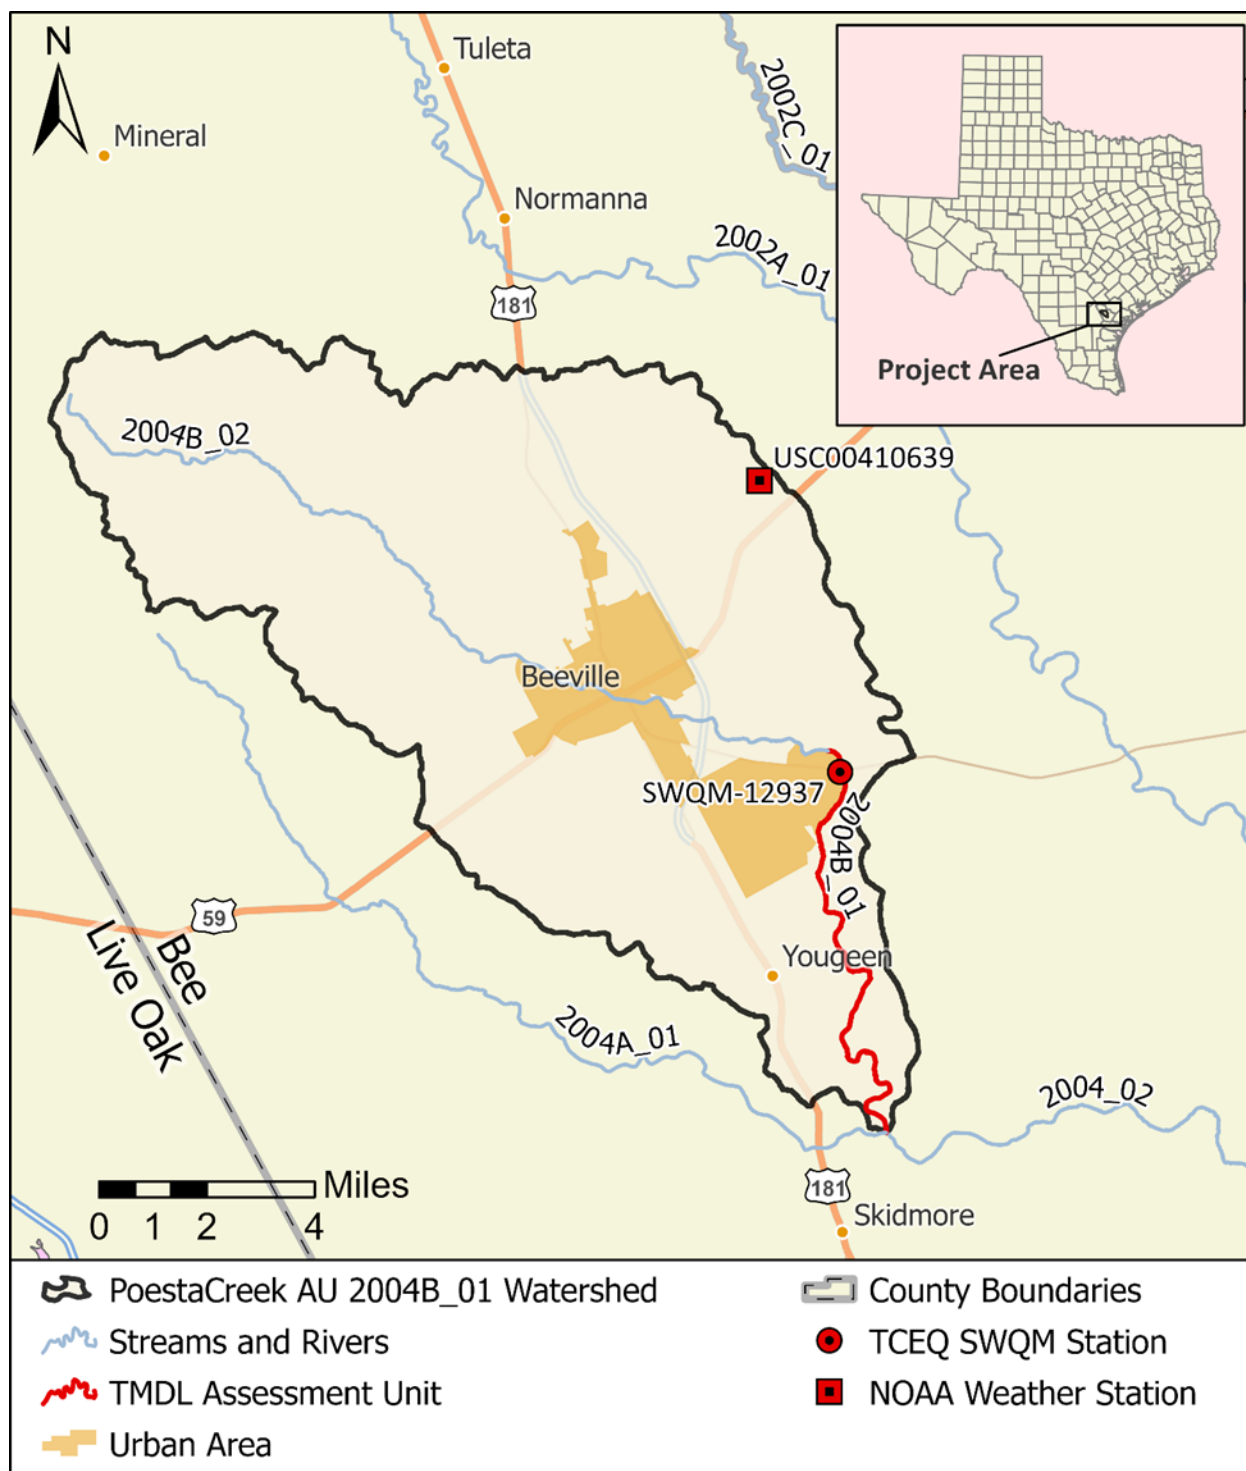 N
Tuleta
Mineral
2002C_01
Normanna
2002A_01
181
Project Area
2004B_02
USC00410639
Beeville
SWQM-12937
2004B_01
59
Bee
Live Oak
Yougeen
2004A_01
2004_02
181
Skidmore
Miles
0 1 2 4
PoestaCreek AU 2004B_01 Watershed
Streams and Rivers
TMDL Assessment Unit
Urban Area
County Boundaries
TCEQ SWQM Station
NOAA Weather Station